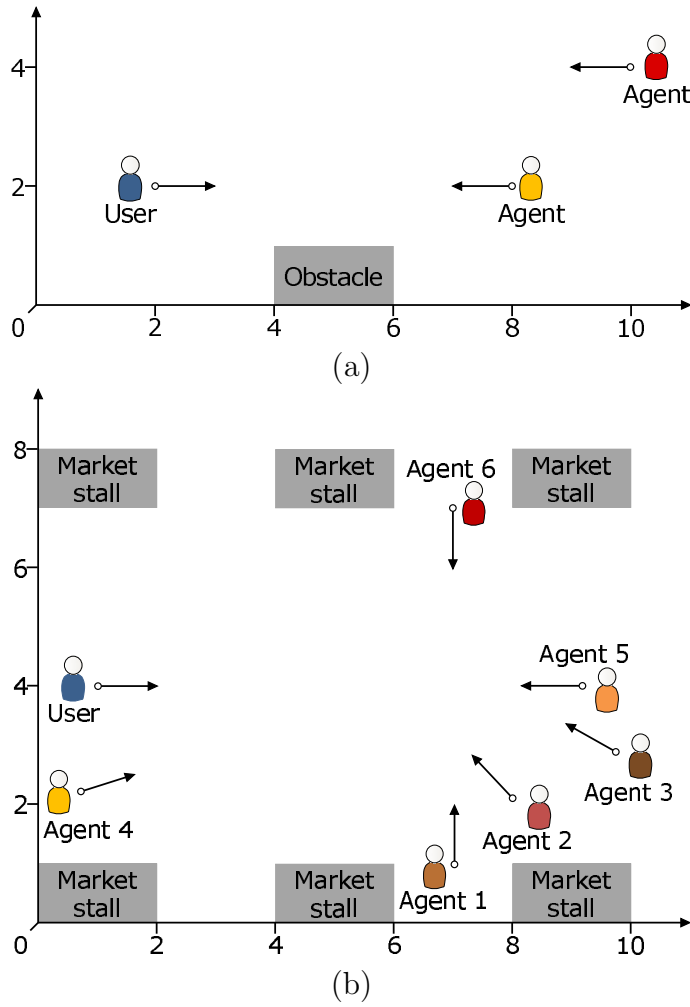 4
Agent
2
User
Agent
Obstacle
0
2
4
6
8
10
(a)
8
Market
stall
Market
stall
Agent 6
Market
stall
6
4
User
Agent 5
Agent 3
2
Agent 4
Agent 2
Agent 1
Market
stall
Market
stall
Market
stall
0
2
4
6
8
10
(b)